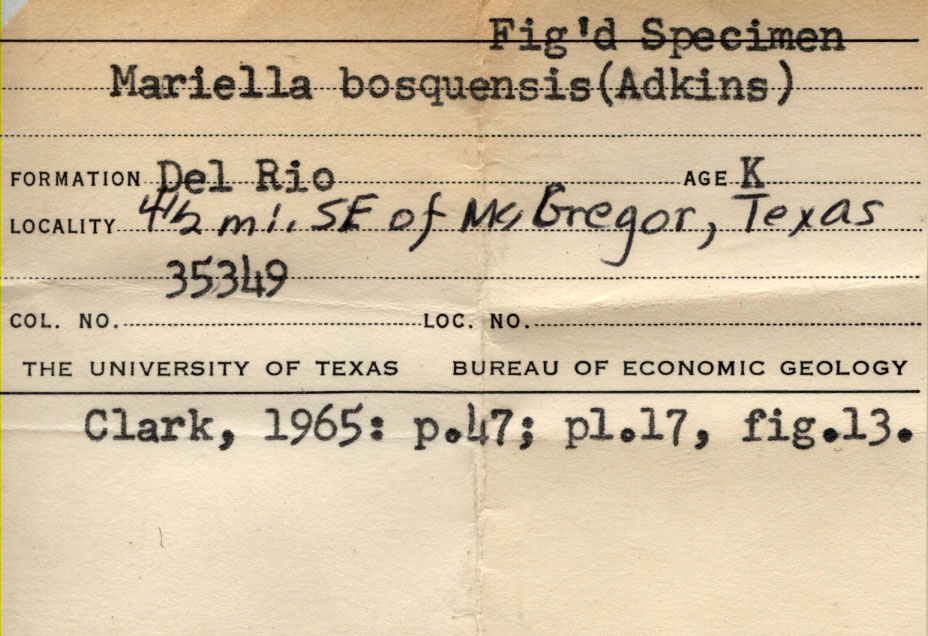 Fig'd Specimen
Mariella bosquensis(Adkins)
FORMATION Del Rio AGE K
LOCALITY 4½ mi. SE of McGregor, Texas
35349
COL. NO. LOC. NO.
THE UNIVERSITY OF TEXAS BUREAU OF ECONOMIC GEOLOGY
Clark, 1965: p.47; pl.17, fig.13.